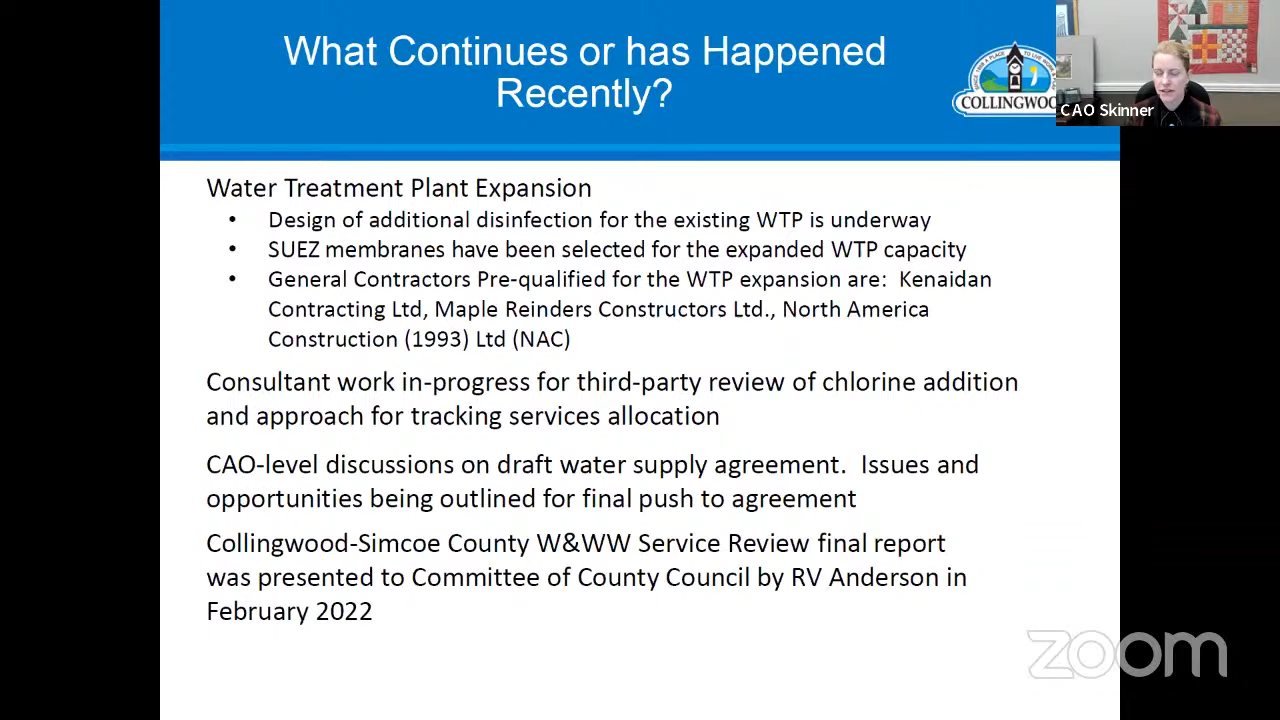 What Continues or has Happened
Recently?
COLLINGWOO
CAO Skinner
Water Treatment Plant Expansion
• Design of additional disinfection for the existing WTP is underway
• SUEZ membranes have been selected for the expanded WTP capacity
• General Contractors Pre-qualified for the WTP expansion are: Kenaidan
Contracting Ltd, Maple Reinders Constructors Ltd., North America
Construction (1993) Ltd (NAC)
Consultant work in-progress for third-party review of chlorine addition
and approach for tracking services allocation
CAO-level discussions on draft water supply agreement. Issues and
opportunities being outlined for final push to agreement
Collingwood-Simcoe County W&WW Service Review final report
was presented to Committee of County Council by RV Anderson in
February 2022
zoom